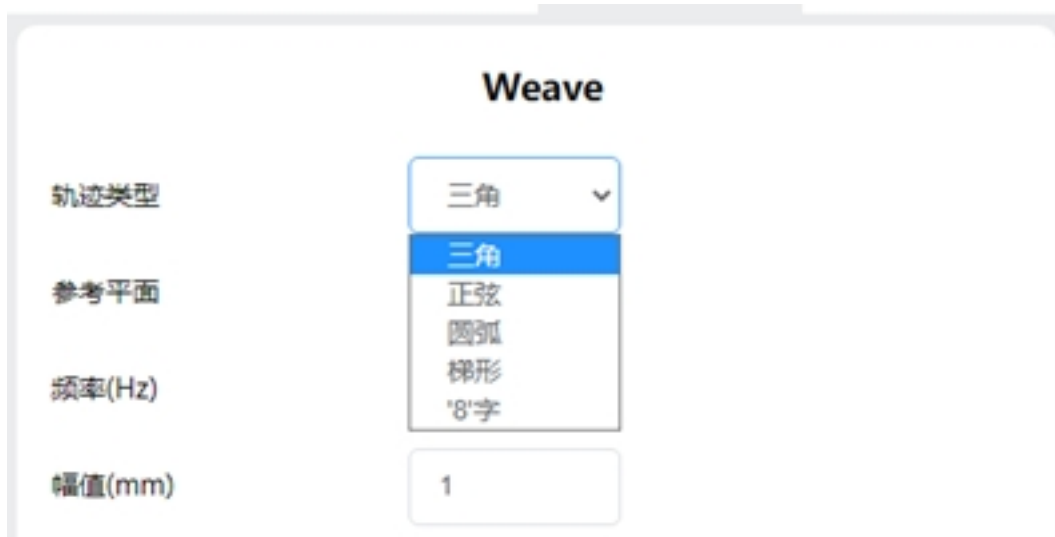 Weave
轨迹类型 三角
三角
正弦
参考平面
圆弧
梯形
频率(Hz)
'8'字
幅值(mm) 1